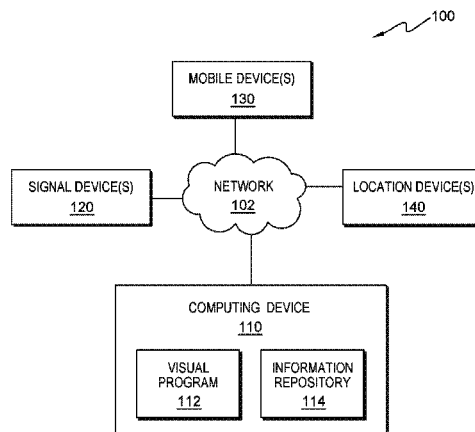 100
MOBILE DEVICE(S)
130
SIGNAL DEVICE(S)
120
NETWORK
102
LOCATION DEVICE(S)
140
COMPUTING DEVICE
110
VISUAL
PROGRAM
112
INFORMATION
REPOSITORY
114